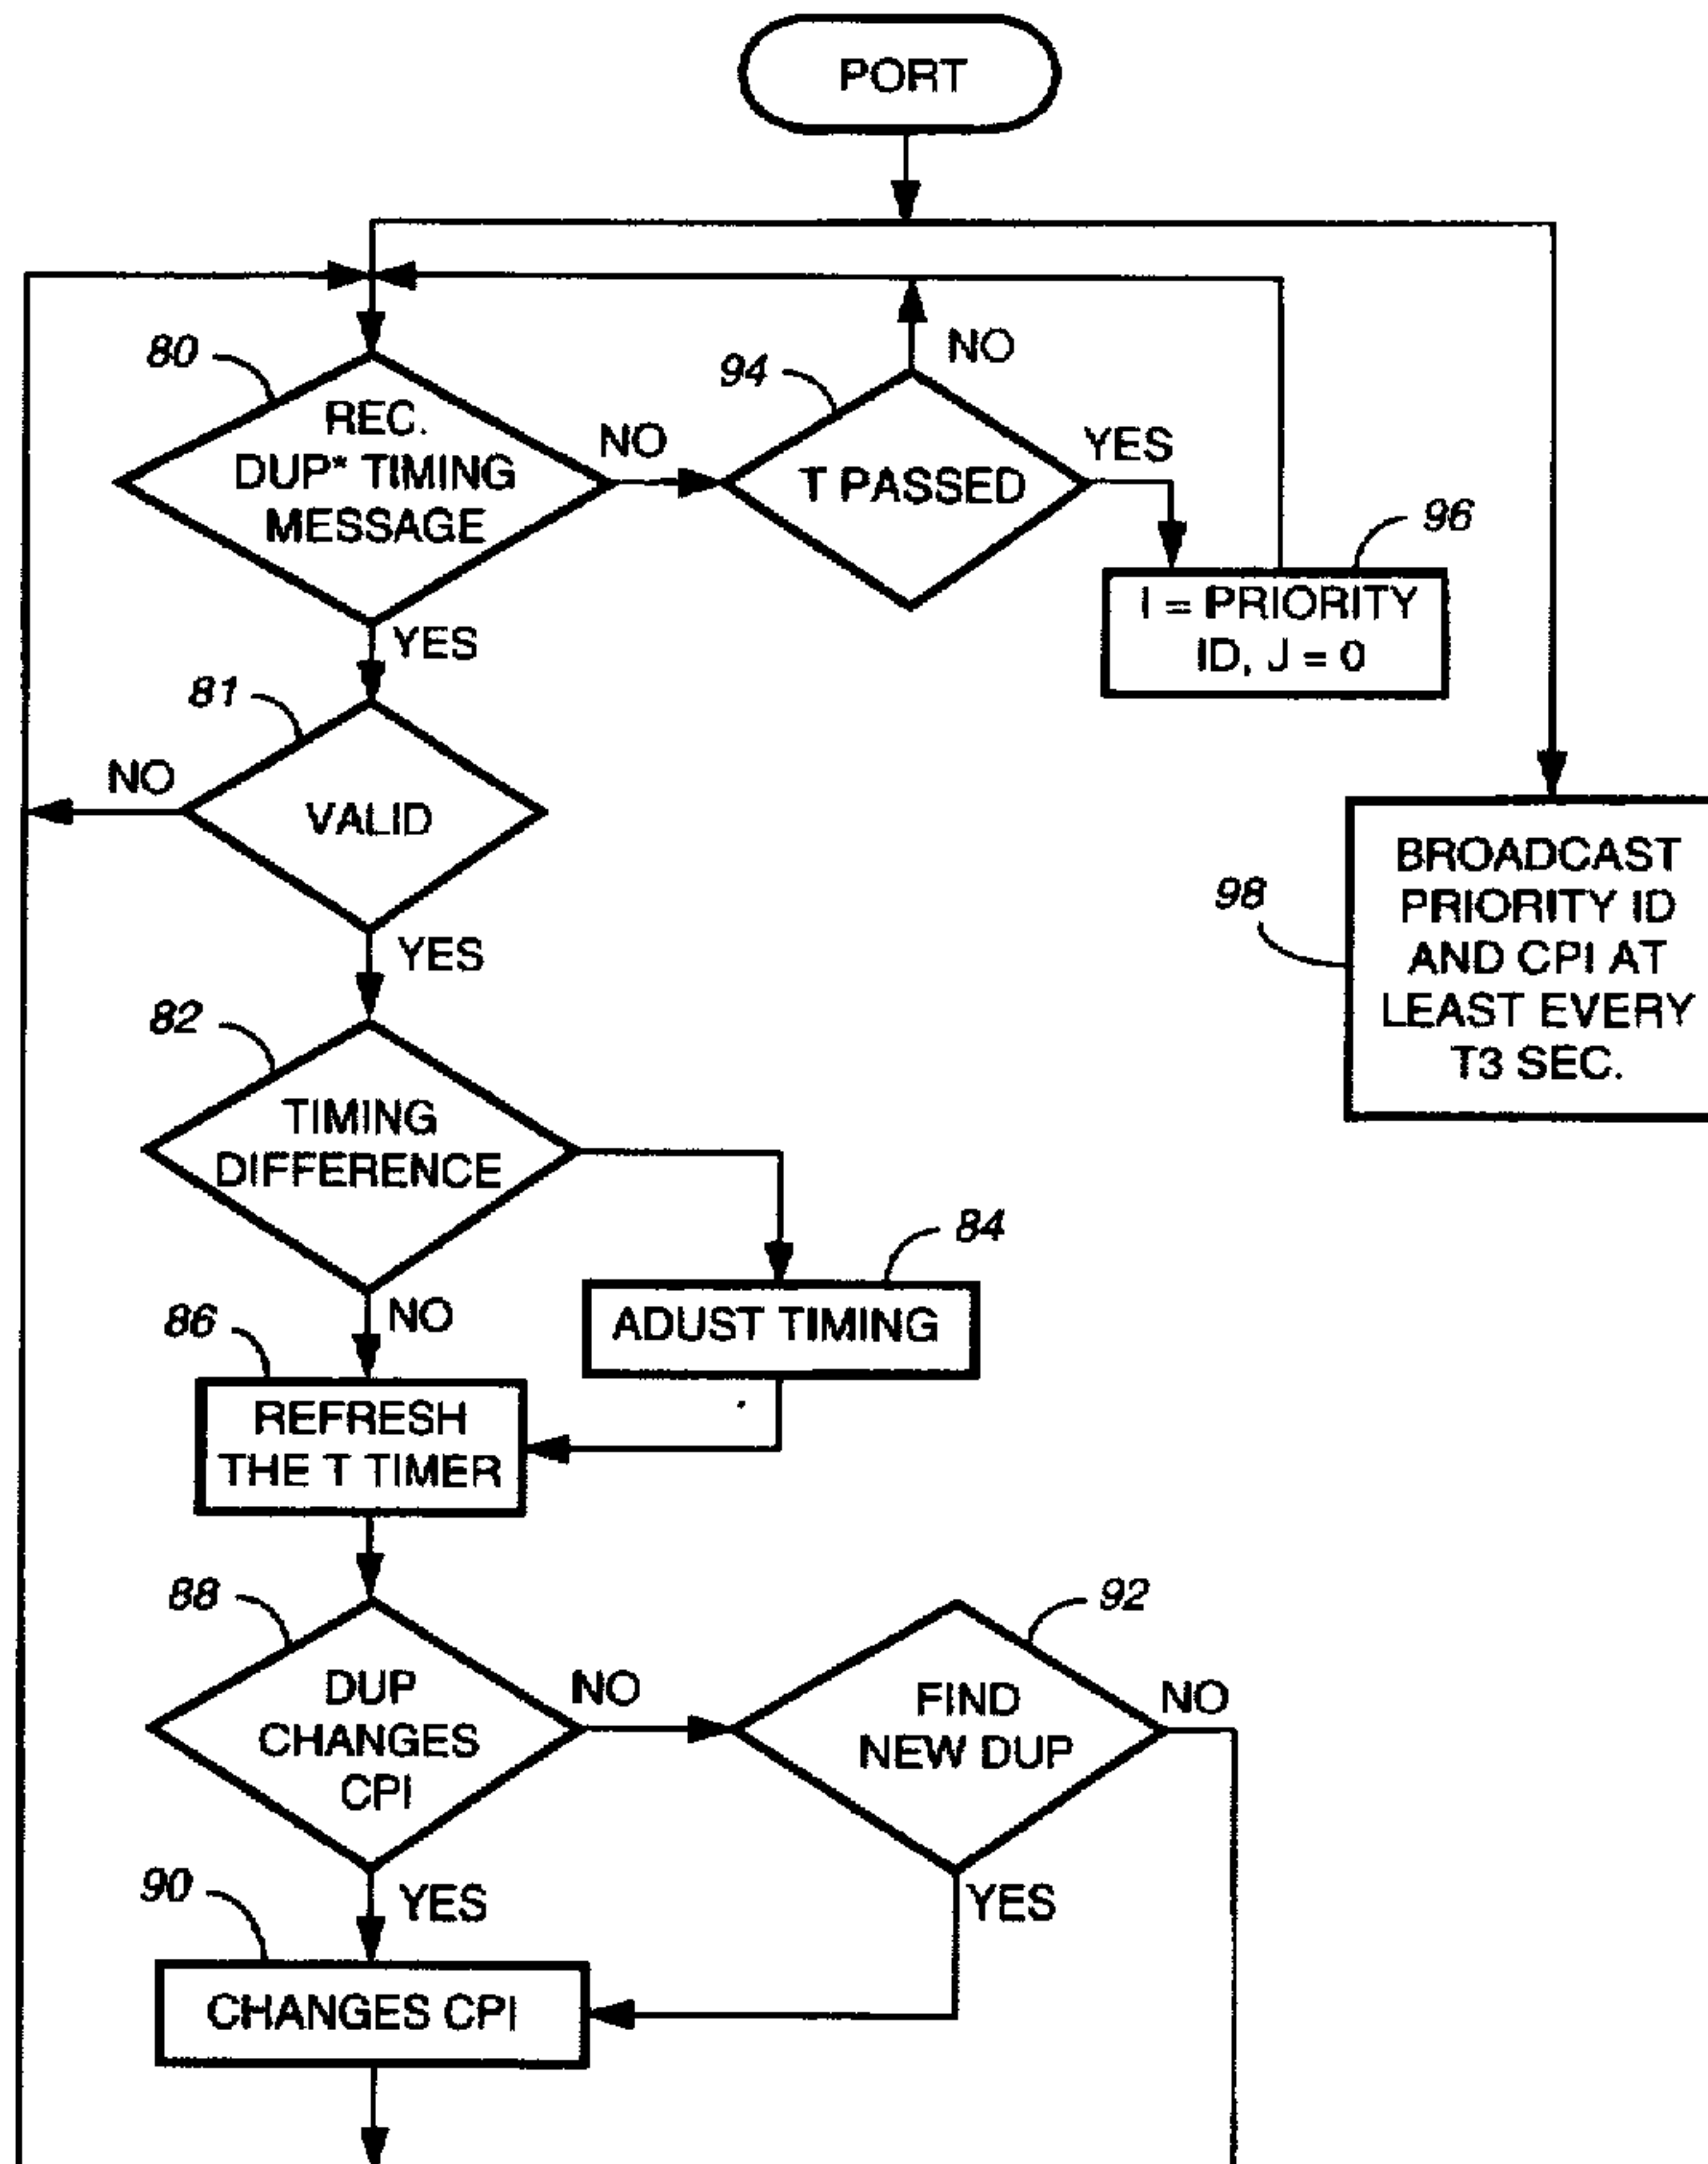 PORT
80
REC.
DUP* TIMING
MESSAGE
NO
94
T PASSED
NO
YES
96
I = PRIORITY
ID, J = 0
YES
81
VALID
NO
YES
98
BROADCAST
PRIORITY ID
AND CPI AT
LEAST EVERY
T3 SEC.
82
TIMING
DIFFERENCE
84
ADUST TIMING
NO
86
REFRESH
THE T TIMER
88
DUP
CHANGES
CPI
NO
92
FIND
NEW DUP
NO
YES
YES
90
CHANGES CPI